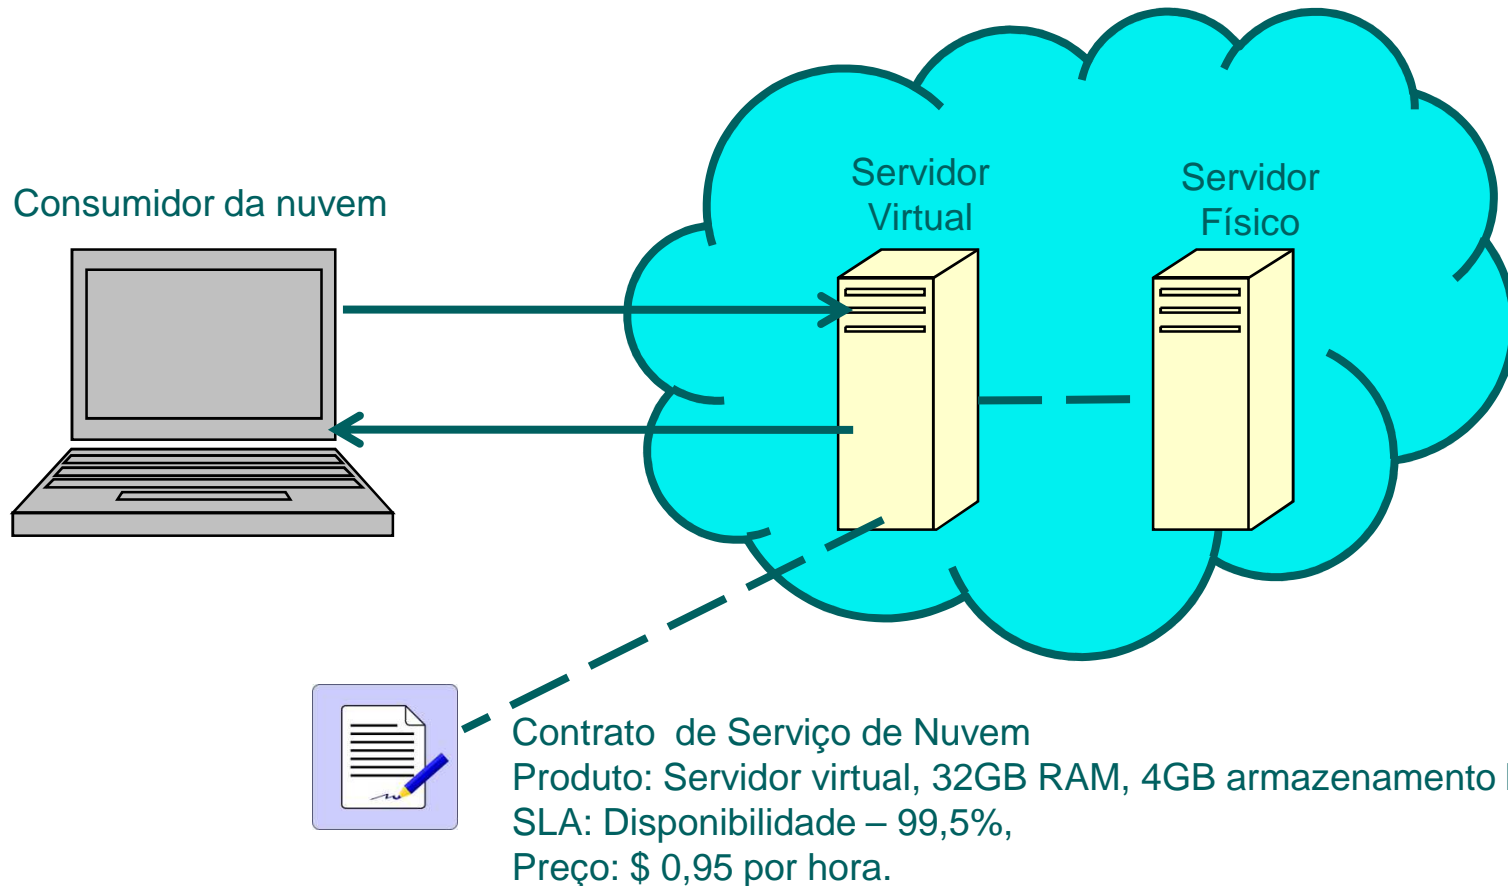 Consumidor da nuvem
Servidor
Virtual
Servidor
Físico
Contrato de Serviço de Nuvem
Produto: Servidor virtual, 32GB RAM, 4GB armazenamento
SLA: Disponibilidade – 99,5%,
Preço: $ 0,95 por hora.